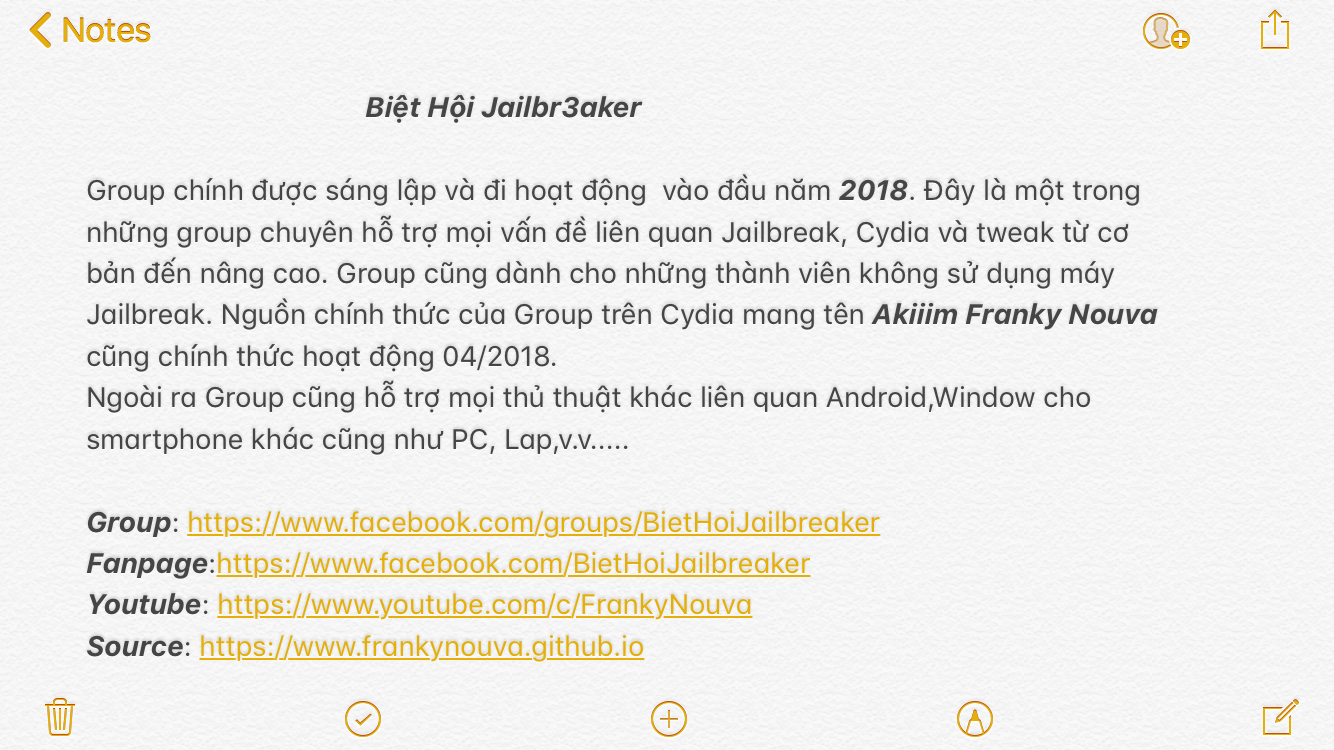 Notes
Biệt Hội Jailbr3aker
Group chính được sáng lập và đi hoạt động  vào đầu năm 2018. Đây là một trong
những group chuyên hỗ trợ mọi vấn đề liên quan Jailbreak, Cydia và tweak từ cơ
bản đến nâng cao. Group cũng dành cho những thành viên không sử dụng máy
Jailbreak. Nguồn chính thức của Group trên Cydia mang tên Akiiim Franky Nouva
cũng chính thức hoạt động 04/2018.
Ngoài ra Group cũng hỗ trợ mọi thủ thuật khác liên quan Android,Window cho
smartphone khác cũng như PC, Lap,v.v.....
Group: https://www.facebook.com/groups/BietHoiJailbreaker
Fanpage:https://www.facebook.com/BietHoiJailbreaker
Youtube: https://www.youtube.com/c/FrankyNouva
Source: https://www.frankynouva.github.io